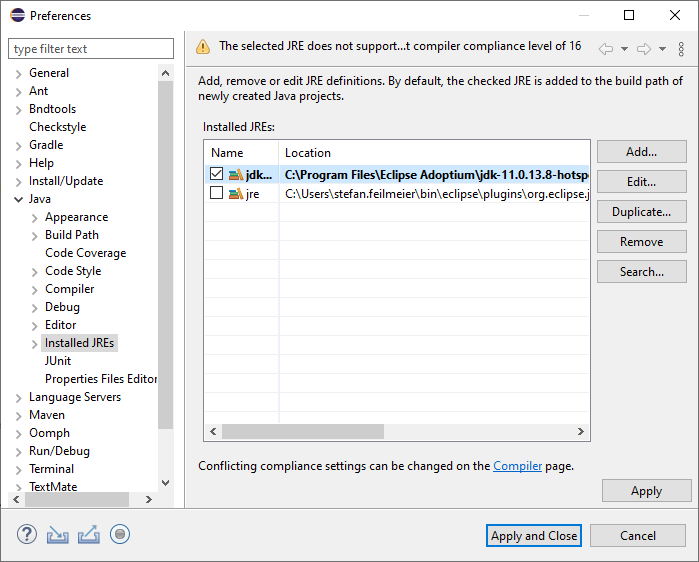 Preferences
type filter text
General
Ant
Bndtools
Checkstyle
Gradle
Help
Install/Update
Java
Appearance
Build Path
Code Coverage
Code Style
Compiler
Debug
Editor
Installed JREs
JUnit
Properties Files Editor
Language Servers
Maven
Oomph
Run/Debug
Terminal
TextMate
The selected JRE does not support...t compiler compliance level of 16
Add, remove or edit JRE definitions. By default, the checked JRE is added to the build path of
newly created Java projects.
Installed JREs:
Name Location
jdk... C:\Program Files\Eclipse Adoptium\jdk-11.0.13.8-hotspo
jre C:\Users\stefan.feilmeier\bin\eclipse\plugins\org.eclipse.j
Add...
Edit...
Duplicate...
Remove
Search...
Conflicting compliance settings can be changed on the Compiler page.
Apply
?
Apply and Close
Cancel